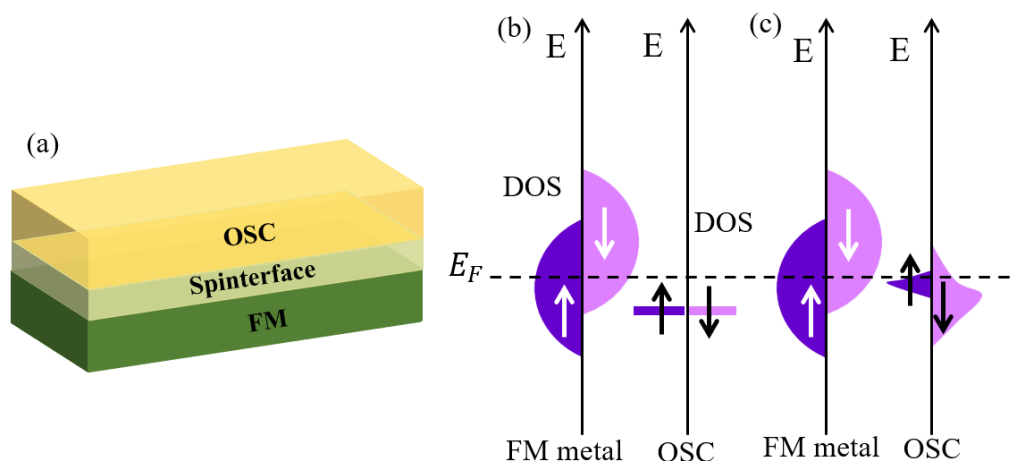 (a)
OSC
Spinterface
FM
(b)
E
E
(c)
E
E
DOS
DOS
E_F
FM metal
OSC
FM metal
OSC